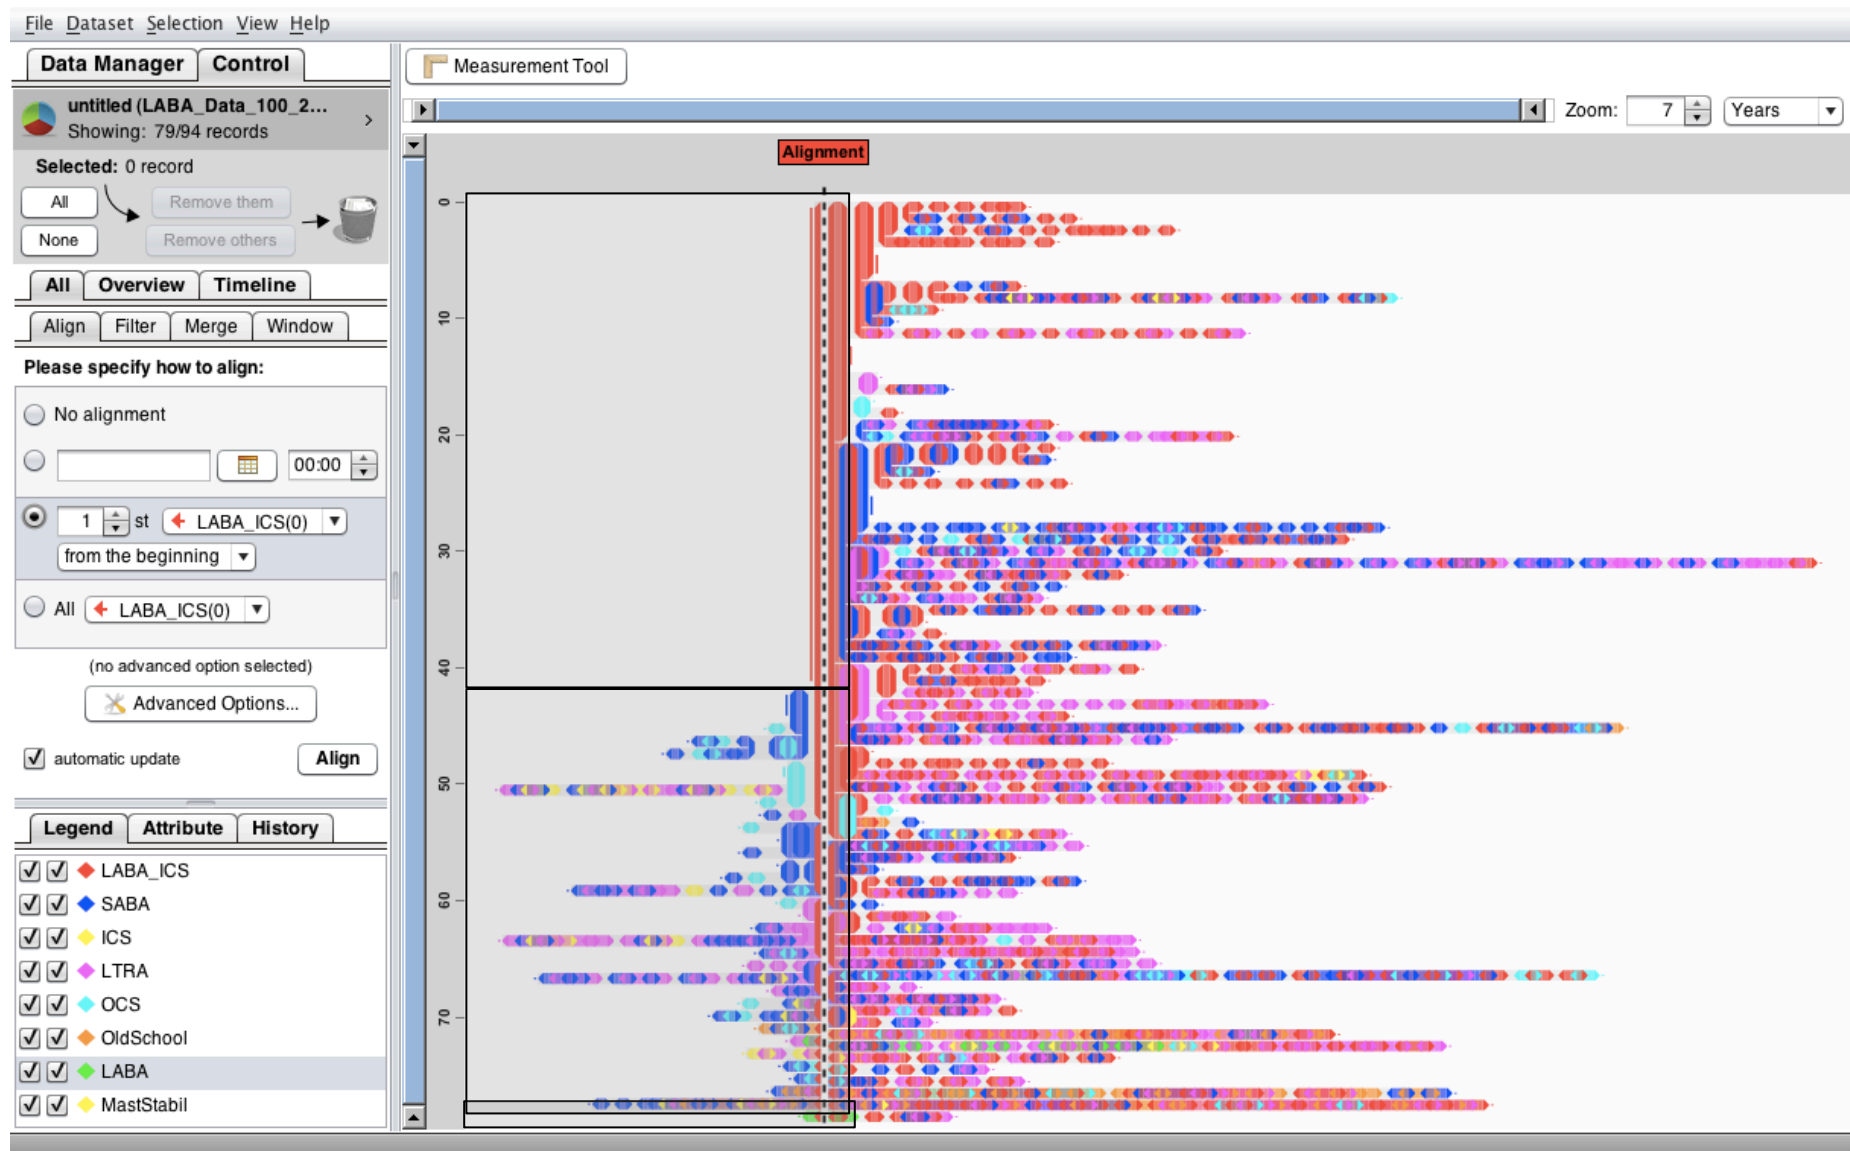 File Dataset Selection View Help
Data Manager Control
Measurement Tool
untitled (LABA_Data_100_2...
Showing: 79/94 records
Zoom: 7 Years
Selected: 0 record
All Remove them
None Remove others
Alignment
All Overview Timeline
Align Filter Merge Window
Please specify how to align:
No alignment
00:00
1 st LABA_ICS(0)
from the beginning
All LABA_ICS(0)
(no advanced option selected)
Advanced Options...
automatic update Align
Legend Attribute History
LABA_ICS
SABA
ICS
LTRA
OCS
OldSchool
LABA
MastStabil
0
10
20
30
40
50
60
70